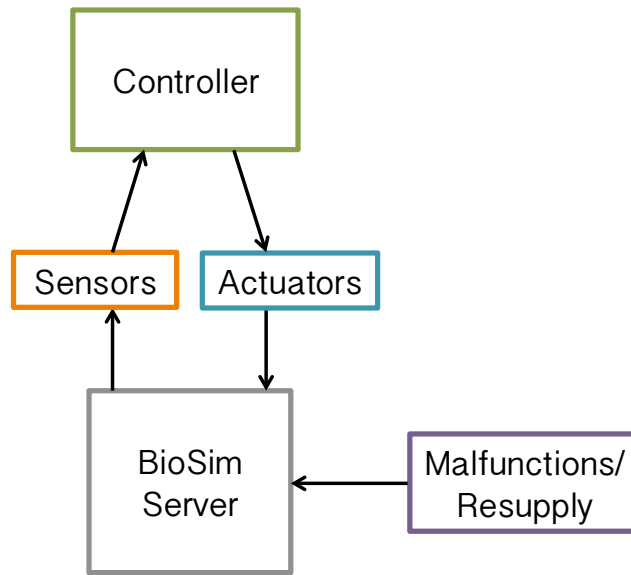 Controller
Sensors
Actuators
BioSim
Server
Malfunctions/
Resupply